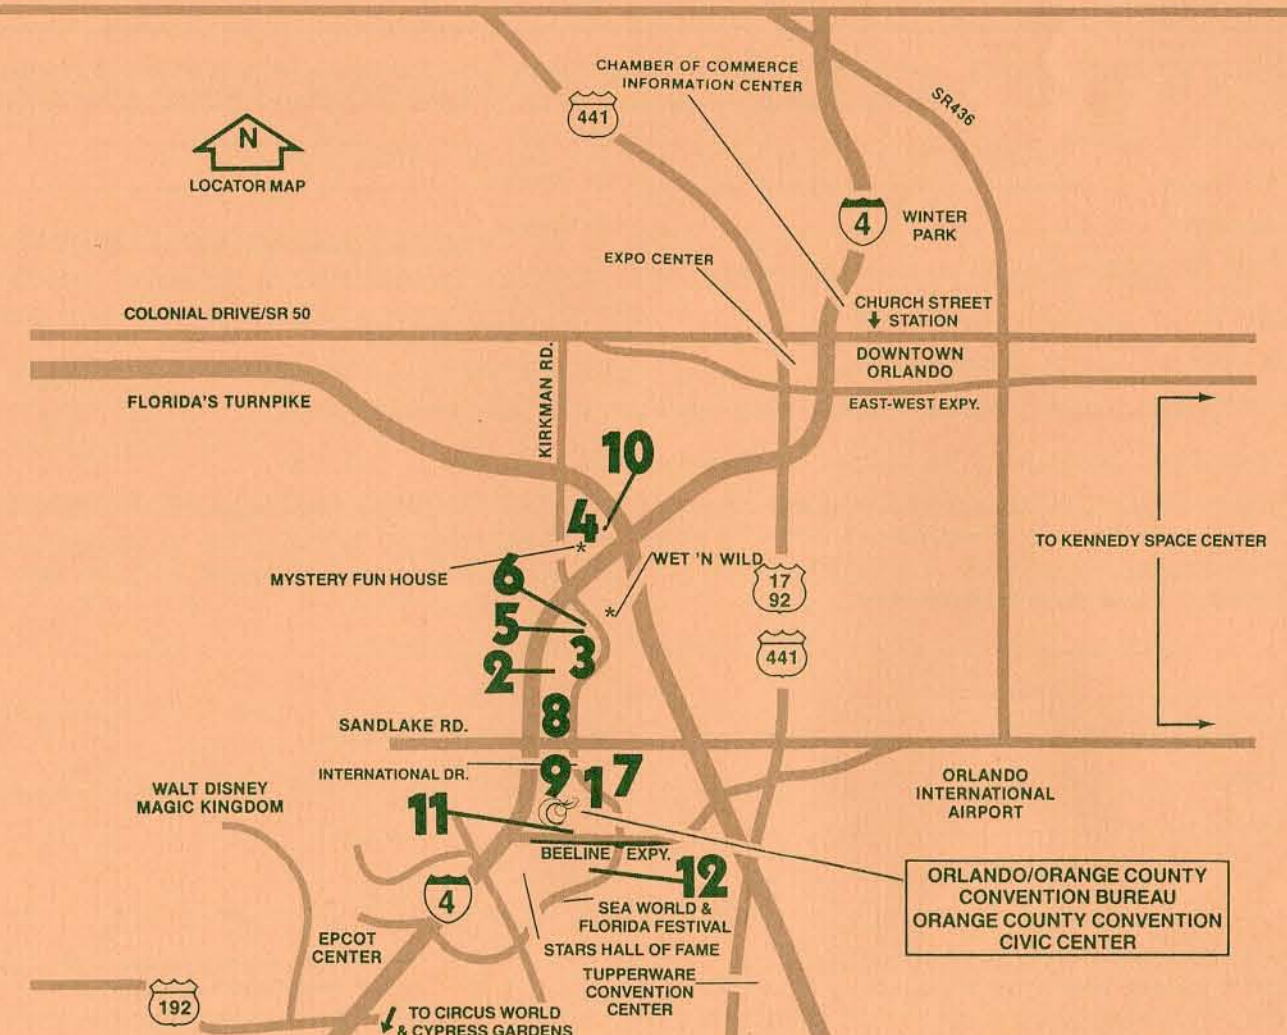 CHAMBER OF COMMERCE
INFORMATION CENTER
SR436
441
N
LOCATOR MAP
4
WINTER
PARK
EXPO CENTER
COLONIAL DRIVE/SR 50
CHURCH STREET
STATION
DOWNTOWN
ORLANDO
FLORIDA'S TURNPIKE
KIRKMAN RD.
EAST-WEST EXPY.
10
4
TO KENNEDY SPACE CENTER
MYSTERY FUN HOUSE
*
WET 'N WILD
*
6
17
92
5
3
2
441
8
SANDLAKE RD.
INTERNATIONAL DR.
9
1
7
WALT DISNEY
MAGIC KINGDOM
ORLANDO
INTERNATIONAL
AIRPORT
11
BEELINE EXPY.
12
ORLANDO/ORANGE COUNTY
CONVENTION BUREAU
ORANGE COUNTY CONVENTION
CIVIC CENTER
4
SEA WORLD &
FLORIDA FESTIVAL
EPCOT
CENTER
STARS HALL OF FAME
TUPPERWARE
CONVENTION
CENTER
192
TO CIRCUS WORLD
& CYPRESS GARDENS